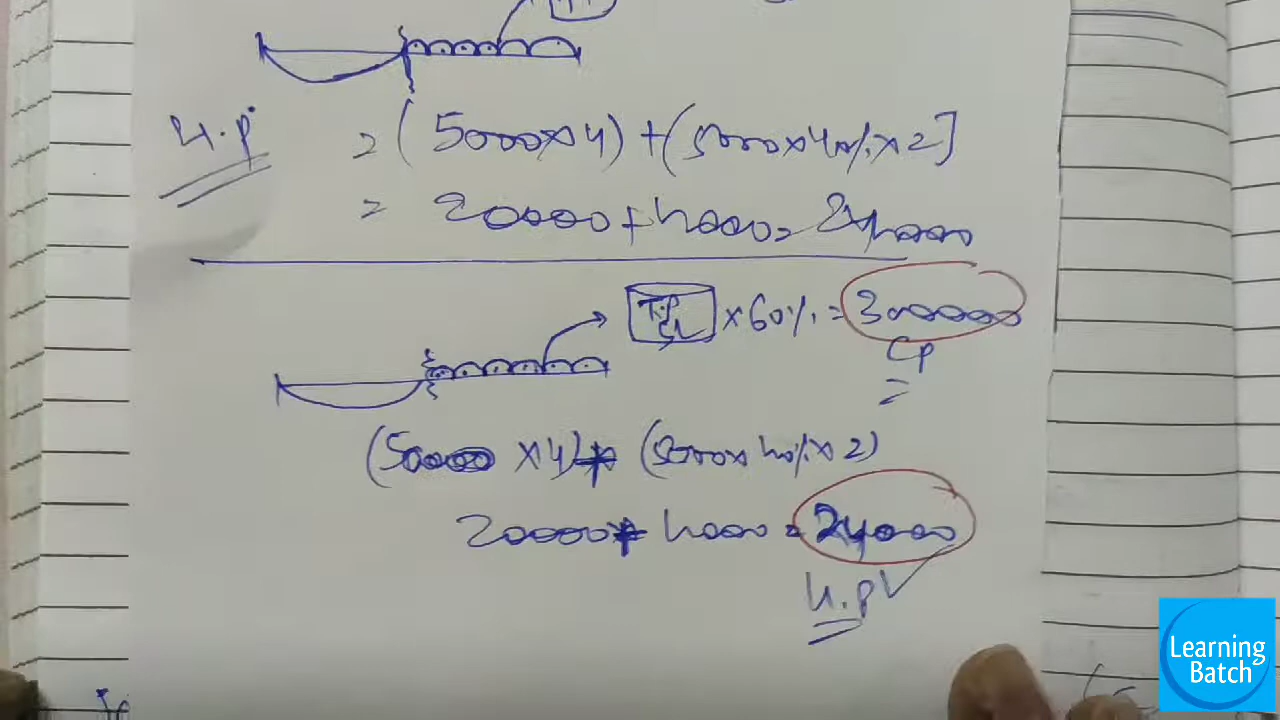 U.P = (5000×4) + (5000×40%×2]
= 20000 + 4000 = 24000
T.P × 60% = 300000
CP
=
(5000 ×4) + (5000× 40%×2)
20000 + 4000 = 24000
U.P
Learning
Batch